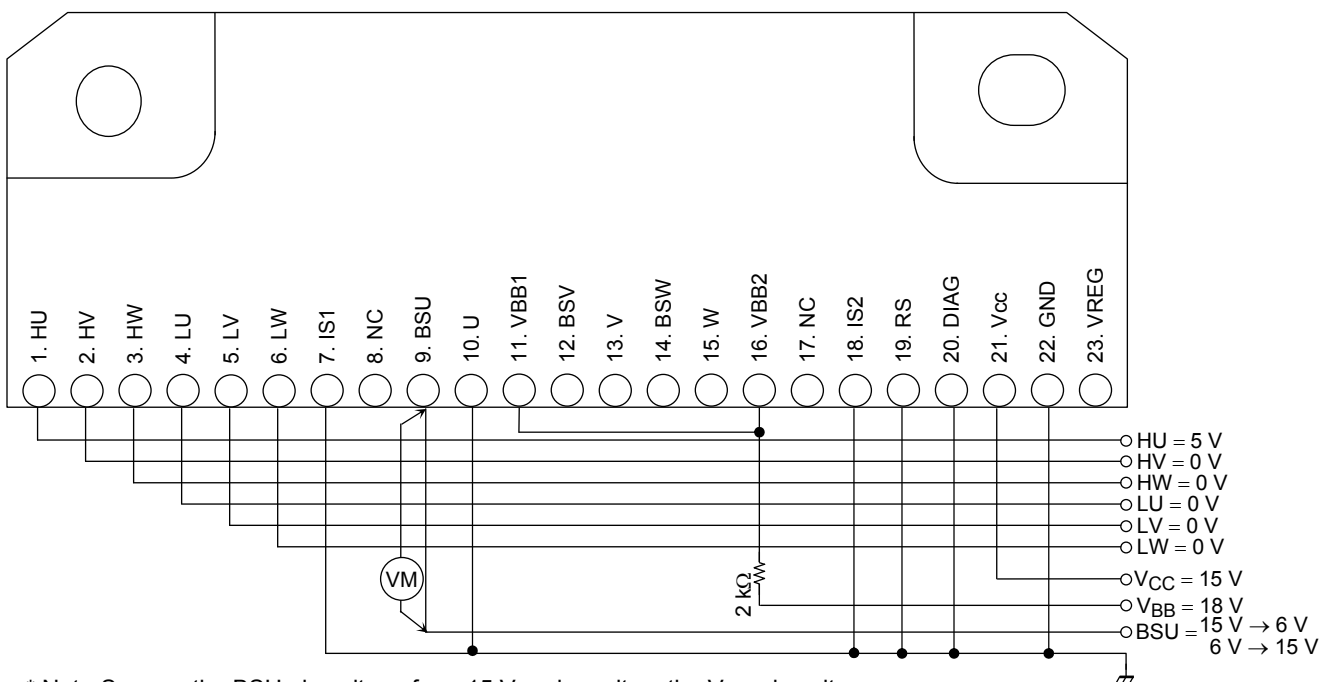 1. HU
2. HV
3. HW
4. LU
5. LV
6. LW
7. IS1
8. NC
9. BSU
10. U
11. VBB1
12. BSV
13. V
14. BSW
15. W
16. VBB2
17. NC
18. IS2
19. RS
20. DIAG
21. Vcc
22. GND
23. VREG
HU = 5 V
HV = 0 V
HW = 0 V
LU = 0 V
LV = 0 V
LW = 0 V
VM
2 kΩ
VCC = 15 V
VBB = 18 V
BSU = 15 V → 6 V
6 V → 15 V